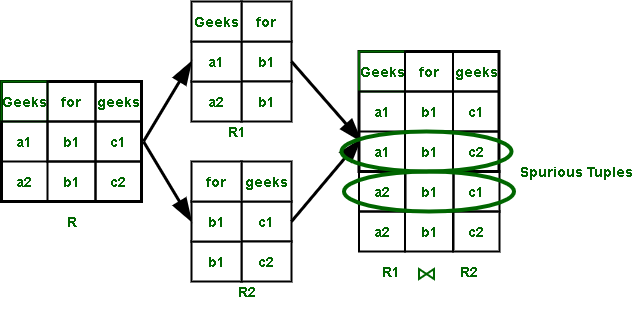 Geeks for geeks
a1 b1 c1
a2 b1 c2
R
Geeks for
a1 b1
a2 b1
R1
for geeks
b1 c1
b1 c2
R2
Geeks for geeks
a1 b1 c1
a1 b1 c2
a2 b1 c1
a2 b1 c2
R1 ⋈ R2
Spurious Tuples